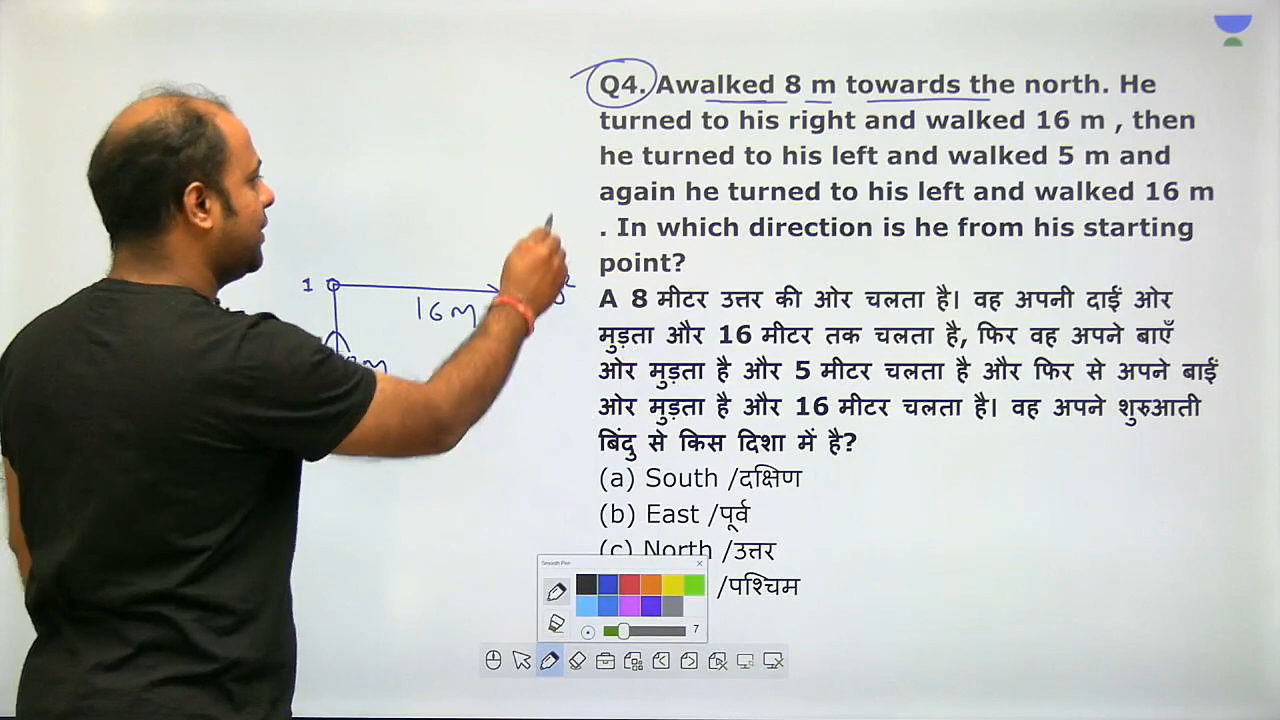 Q4. Awalked 8 m towards the north. He
turned to his right and walked 16 m , then
he turned to his left and walked 5 m and
again he turned to his left and walked 16 m
. In which direction is he from his starting
point?
A 8 मीटर उत्तर की ओर चलता है। वह अपनी दाईं ओर
मुड़ता और 16 मीटर तक चलता है, फिर वह अपने बाएँ
ओर मुड़ता है और 5 मीटर चलता है और फिर से अपने बाईं
ओर मुड़ता है और 16 मीटर चलता है। वह अपने शुरुआती
बिंदु से किस दिशा में है?
(a) South /दक्षिण
(b) East /पूर्व
(c) North /उत्तर
/पश्चिम
1
16m
2
m
Smooth Pen
7